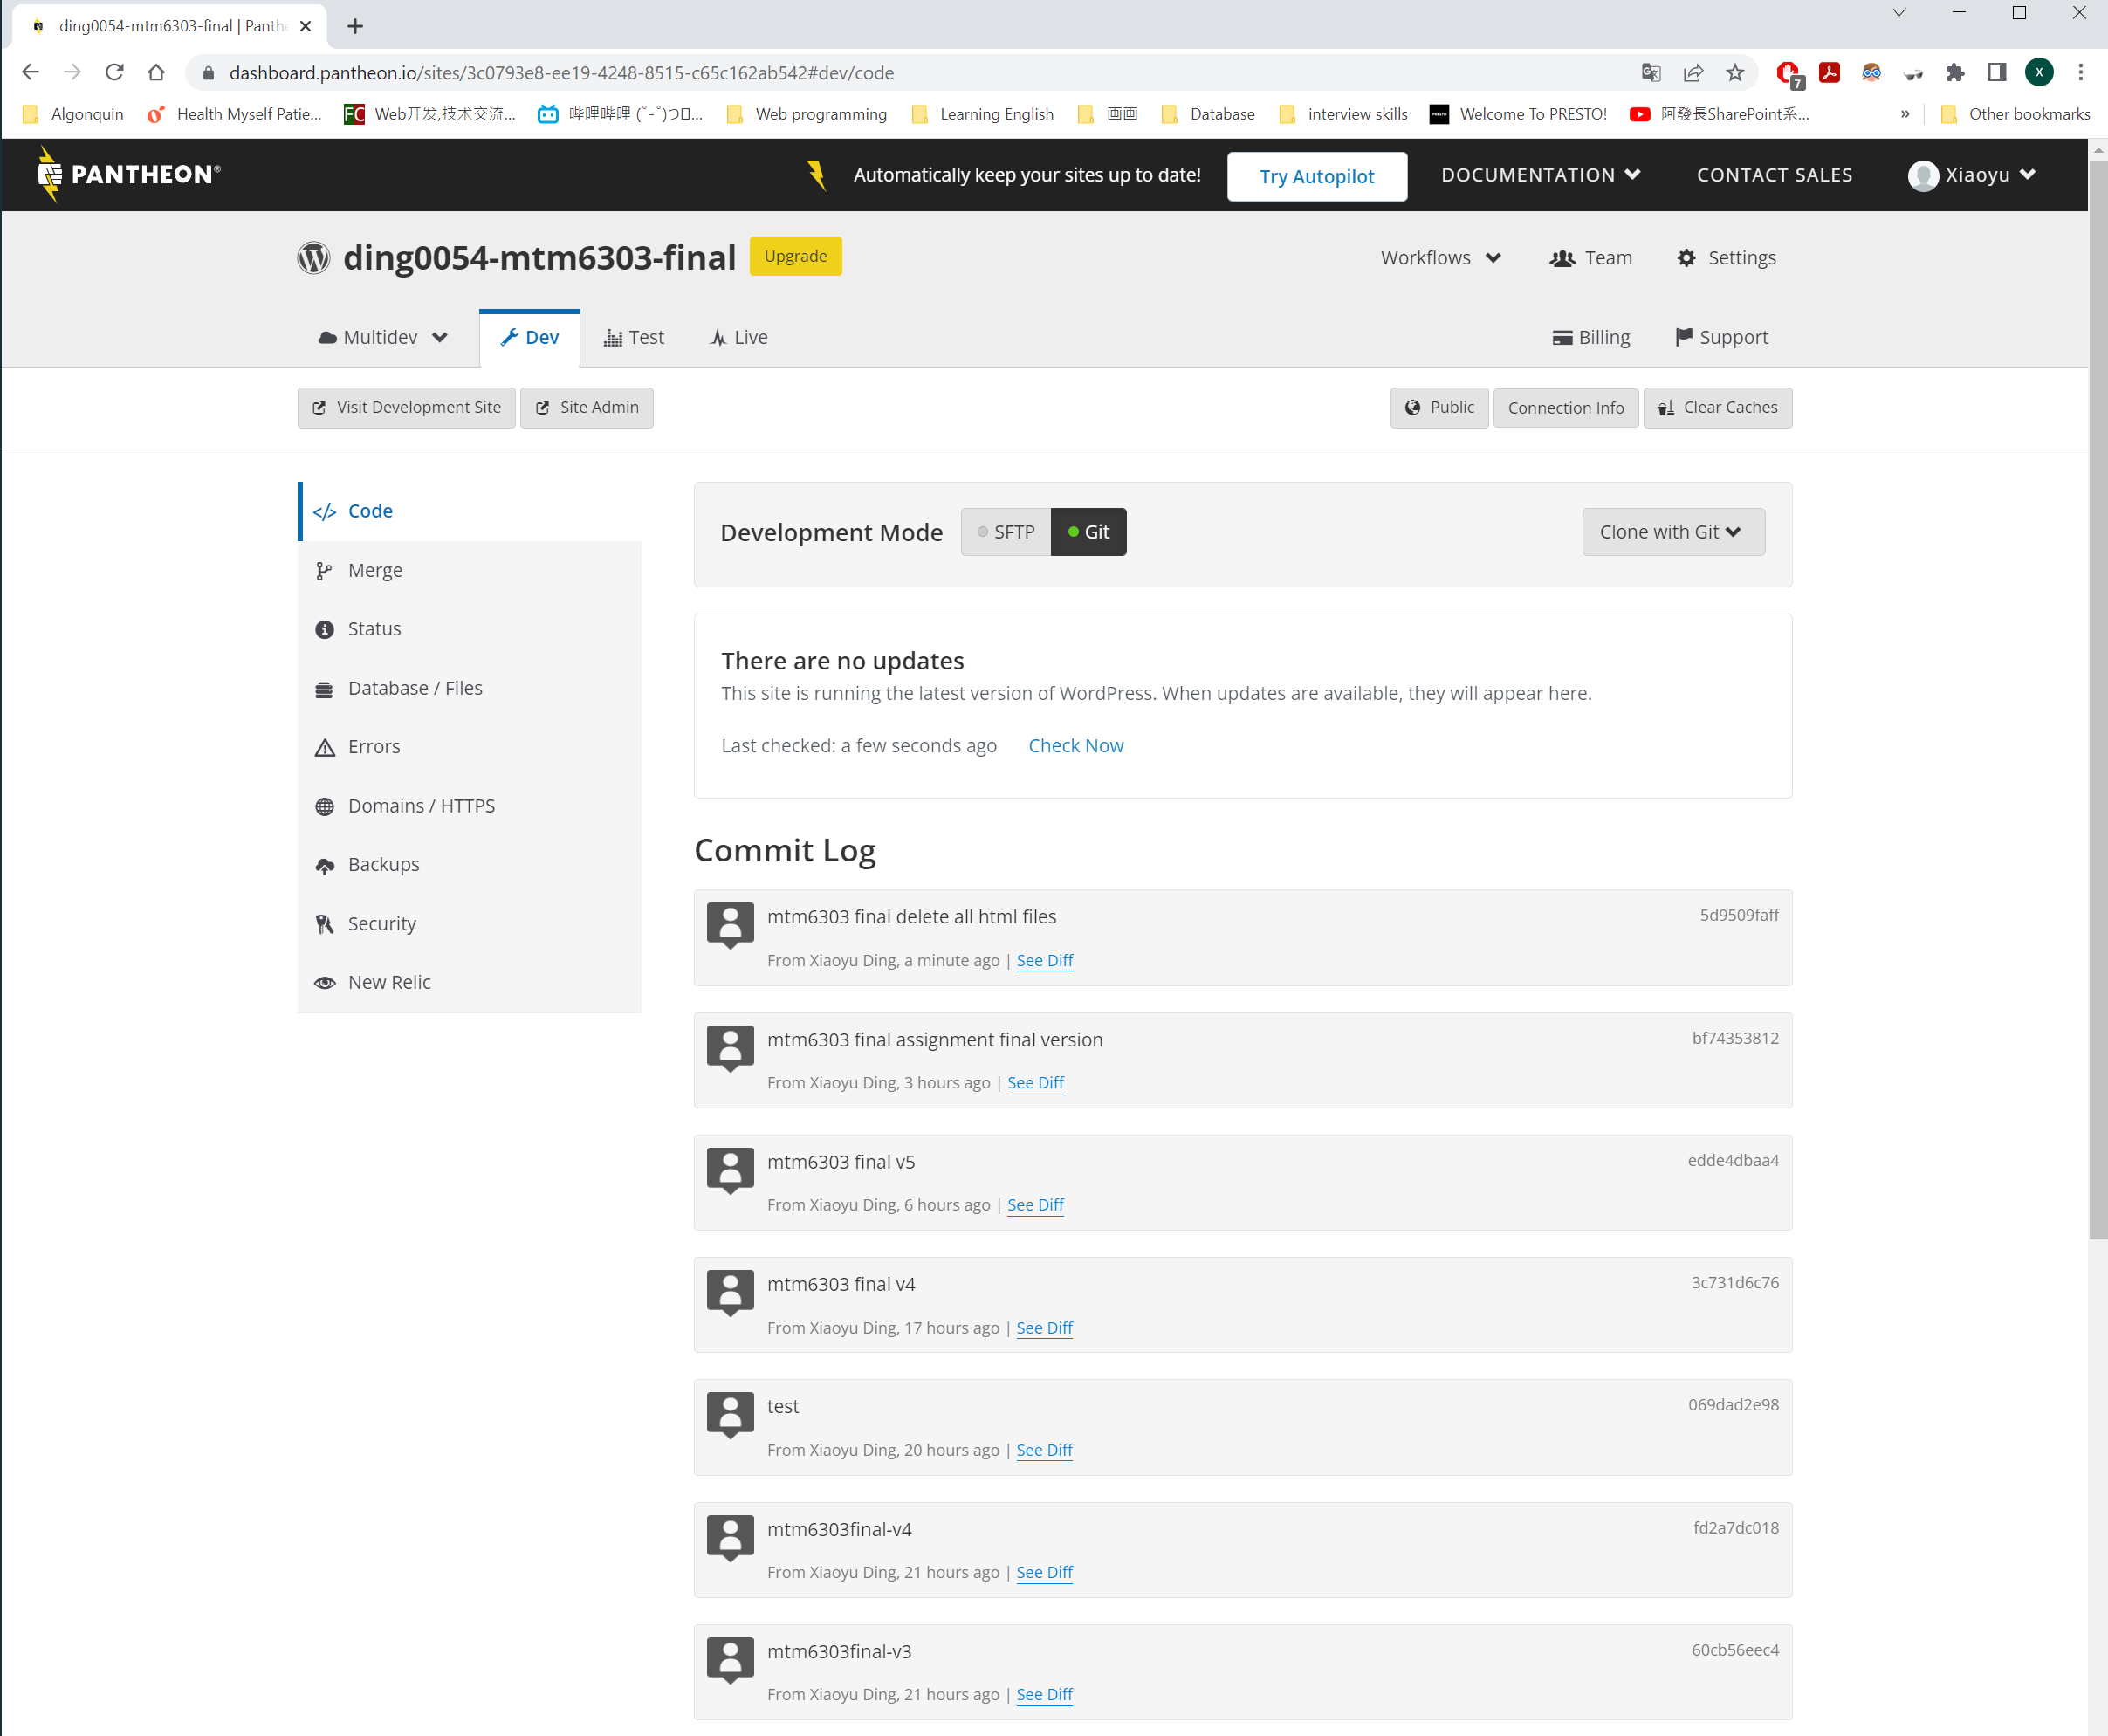 ding0054-mtm6303-final | Panthe
dashboard.pantheon.io/sites/3c0793e8-ee19-4248-8515-c65c162ab542#dev/code
7
X
Algonquin
Health Myself Patie...
FC Web开发,技术交流...
Web programming
Learning English
画画
Database
interview skills
PRESTO Welcome To PRESTO!
阿發長SharePoint系...
»
Other bookmarks
PANTHEON®
Automatically keep your sites up to date!
Try Autopilot
DOCUMENTATION
CONTACT SALES
Xiaoyu
ding0054-mtm6303-final
Upgrade
Workflows
Team
Settings
Multidev
Dev
Test
Live
Billing
Support
Visit Development Site
Site Admin
Public
Connection Info
Clear Caches
</> Code
Merge
Status
Database / Files
Errors
Domains / HTTPS
Backups
Security
New Relic
Development Mode
SFTP
Git
Clone with Git
There are no updates
This site is running the latest version of WordPress. When updates are available, they will appear here.
Last checked: a few seconds ago Check Now
Commit Log
mtm6303 final delete all html files 5d9509faff
From Xiaoyu Ding, a minute ago | See Diff
mtm6303 final assignment final version bf74353812
From Xiaoyu Ding, 3 hours ago | See Diff
mtm6303 final v5 edde4dbaa4
From Xiaoyu Ding, 6 hours ago | See Diff
mtm6303 final v4 3c731d6c76
From Xiaoyu Ding, 17 hours ago | See Diff
test 069dad2e98
From Xiaoyu Ding, 20 hours ago | See Diff
mtm6303final-v4 fd2a7dc018
From Xiaoyu Ding, 21 hours ago | See Diff
mtm6303final-v3 60cb56eec4
From Xiaoyu Ding, 21 hours ago | See Diff